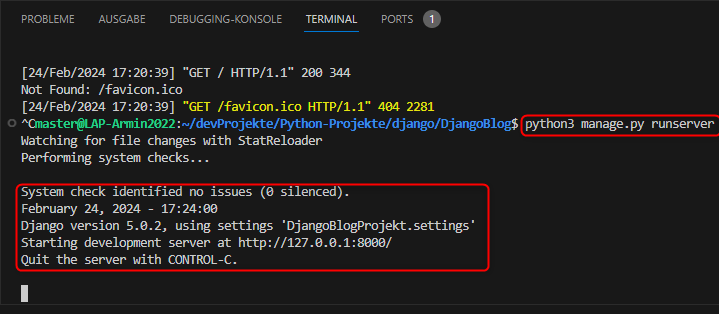 PROBLEME AUSGABE DEBUGGING-KONSOLE TERMINAL PORTS 1
[24/Feb/2024 17:20:39] "GET / HTTP/1.1" 200 344
Not Found: /favicon.ico
[24/Feb/2024 17:20:39] "GET /favicon.ico HTTP/1.1" 404 2281
^Cmaster@LAP-Armin2022:~/devProjekte/Python-Projekte/django/DjangoBlog$ python3 manage.py runserver
Watching for file changes with StatReloader
Performing system checks...
System check identified no issues (0 silenced).
February 24, 2024 - 17:24:00
Django version 5.0.2, using settings 'DjangoBlogProjekt.settings'
Starting development server at http://127.0.0.1:8000/
Quit the server with CONTROL-C.